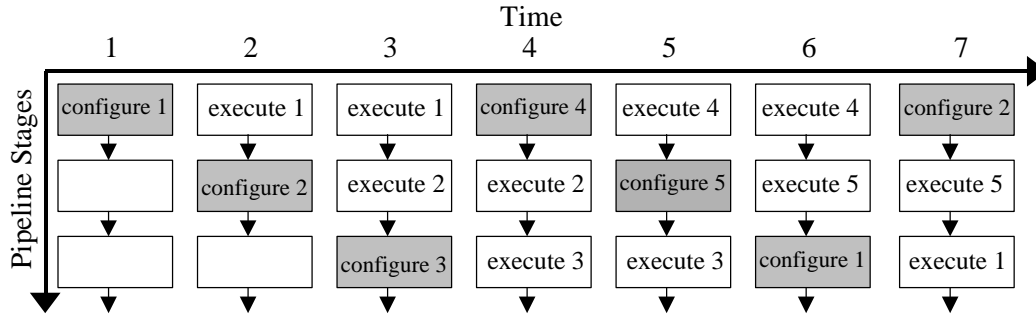 Time
1 2 3 4 5 6 7
Pipeline Stages
configure 1 execute 1 execute 1 configure 4 execute 4 execute 4 configure 2
configure 2 execute 2 execute 2 configure 5 execute 5 execute 5
configure 3 execute 3 execute 3 configure 1 execute 1